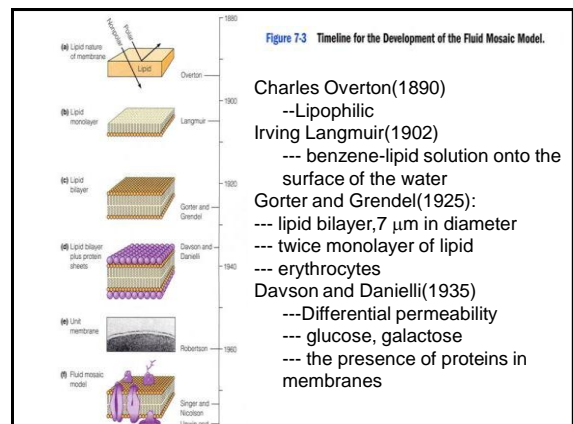 Figure 7-3 Timeline for the Development of the Fluid Mosaic Model.
1880
Nonpolar
Polar
(a) Lipid nature
of membrane
Lipid
Overton
1900
(b) Lipid
monolayer
Langmuir
(c) Lipid
bilayer
1920
Gorter and
Grendel
(d) Lipid bilayer
plus protein
sheets
Davson and
Danielli
1940
(e) Unit
membrane
Robertson
1960
(f) Fluid mosaic
model
Singer and
Nicolson
Unwin and
Charles Overton(1890)
--Lipophilic
Irving Langmuir(1902)
--- benzene-lipid solution onto the
surface of the water
Gorter and Grendel(1925):
--- lipid bilayer,7 μm in diameter
--- twice monolayer of lipid
--- erythrocytes
Davson and Danielli(1935)
---Differential permeability
--- glucose, galactose
--- the presence of proteins in
membranes